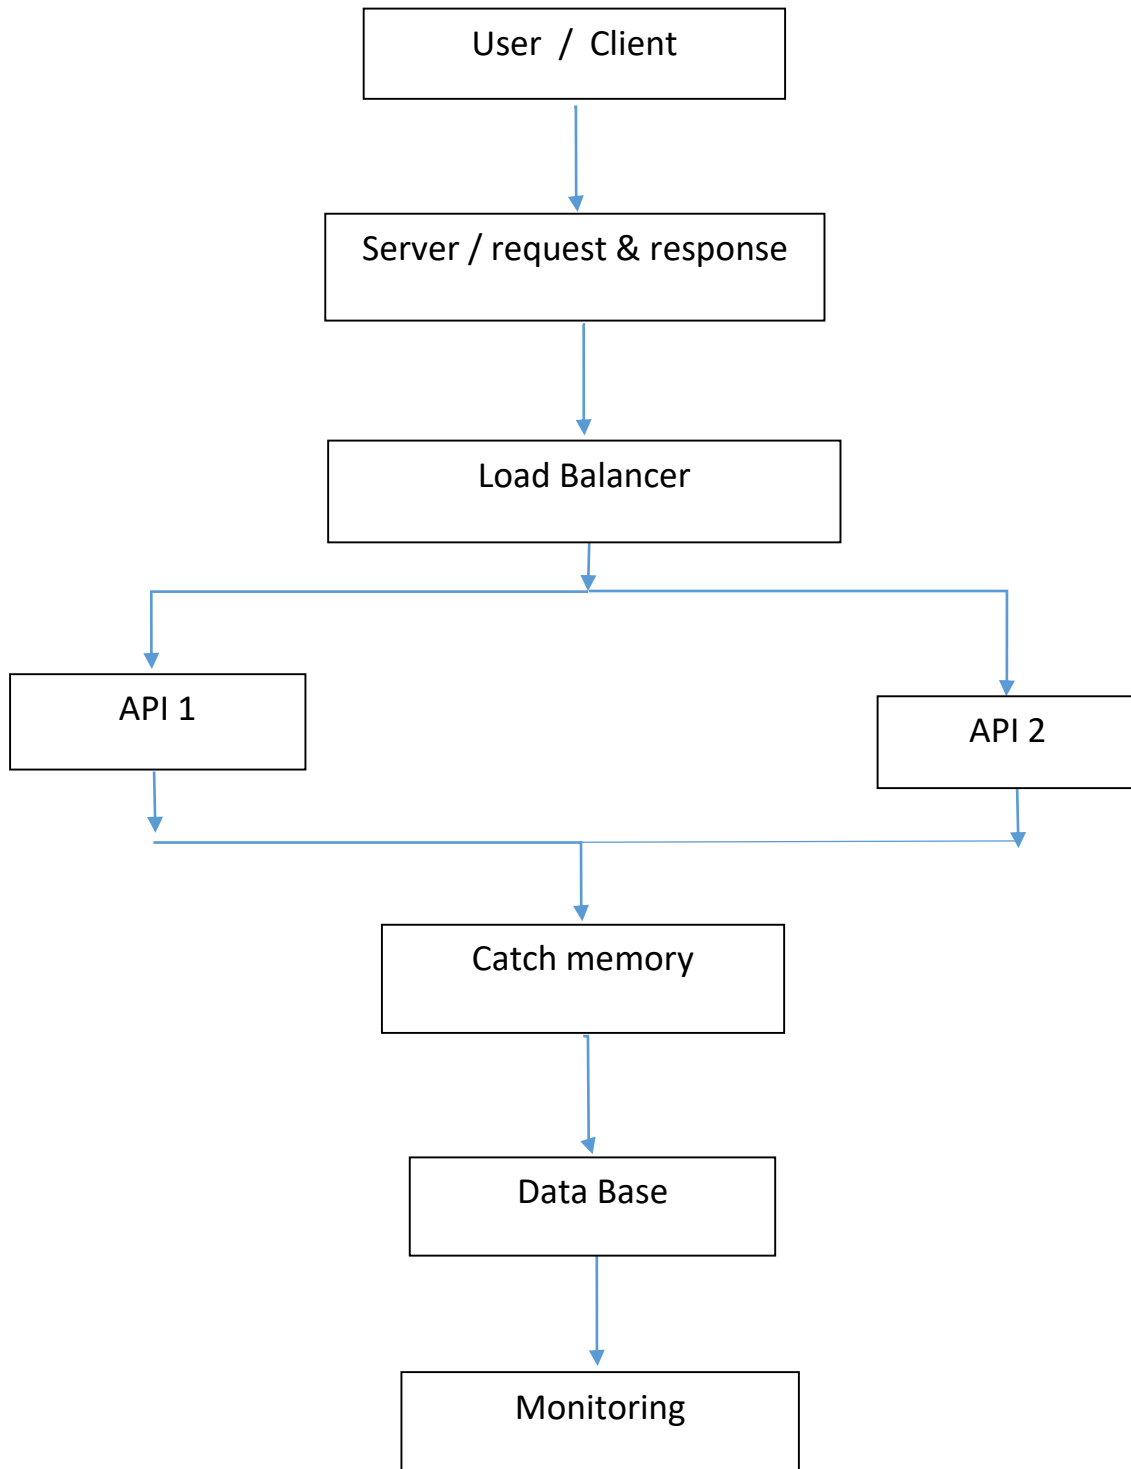 User / Client
Server / request & response
Load Balancer
API 1
API 2
Catch memory
Data Base
Monitoring